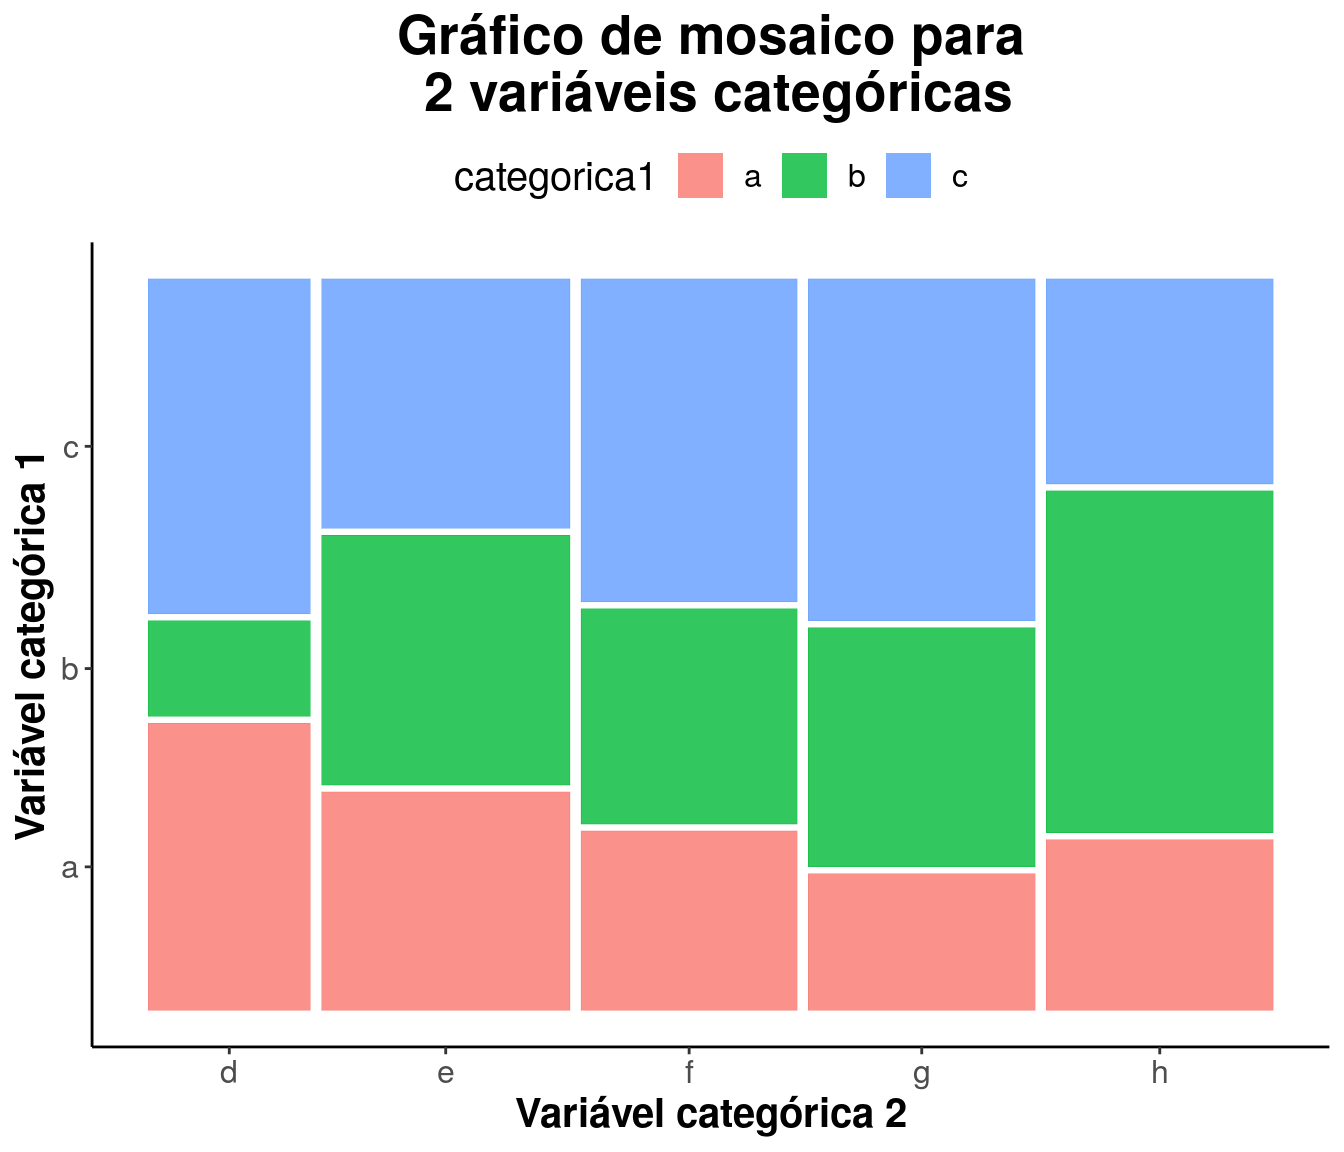 Gráfico de mosaico para
2 variáveis categóricas
categorica1 a b c
Variável categórica 1
c
b
a
d e f g h
Variável categórica 2